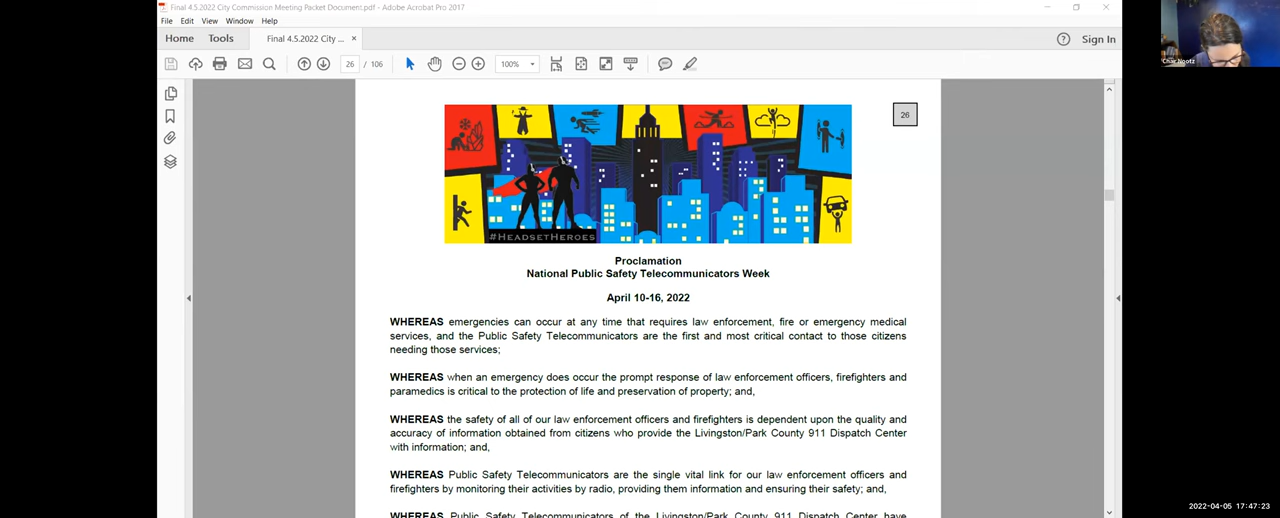 Final 4.5.2022 City Commission Meeting Packet Document.pdf - Adobe Acrobat Pro 2017
File Edit View Window Help
Home Tools Final 4.5.2022 City ... × Sign In
26 / 106 100%
26
#HEADSETHEROES
Proclamation
National Public Safety Telecommunicators Week
April 10-16, 2022
WHEREAS emergencies can occur at any time that requires law enforcement, fire or emergency medical
services, and the Public Safety Telecommunicators are the first and most critical contact to those citizens
needing those services;
WHEREAS when an emergency does occur the prompt response of law enforcement officers, firefighters and
paramedics is critical to the protection of life and preservation of property; and,
WHEREAS the safety of all of our law enforcement officers and firefighters is dependent upon the quality and
accuracy of information obtained from citizens who provide the Livingston/Park County 911 Dispatch Center
with information; and,
WHEREAS Public Safety Telecommunicators are the single vital link for our law enforcement officers and
firefighters by monitoring their activities by radio, providing them information and ensuring their safety; and,
WHEREAS Public Safety Telecommunicators of the Livingston/Park County 911 Dispatch Center have
Chair Nootz
2022-04-05 17:47:23